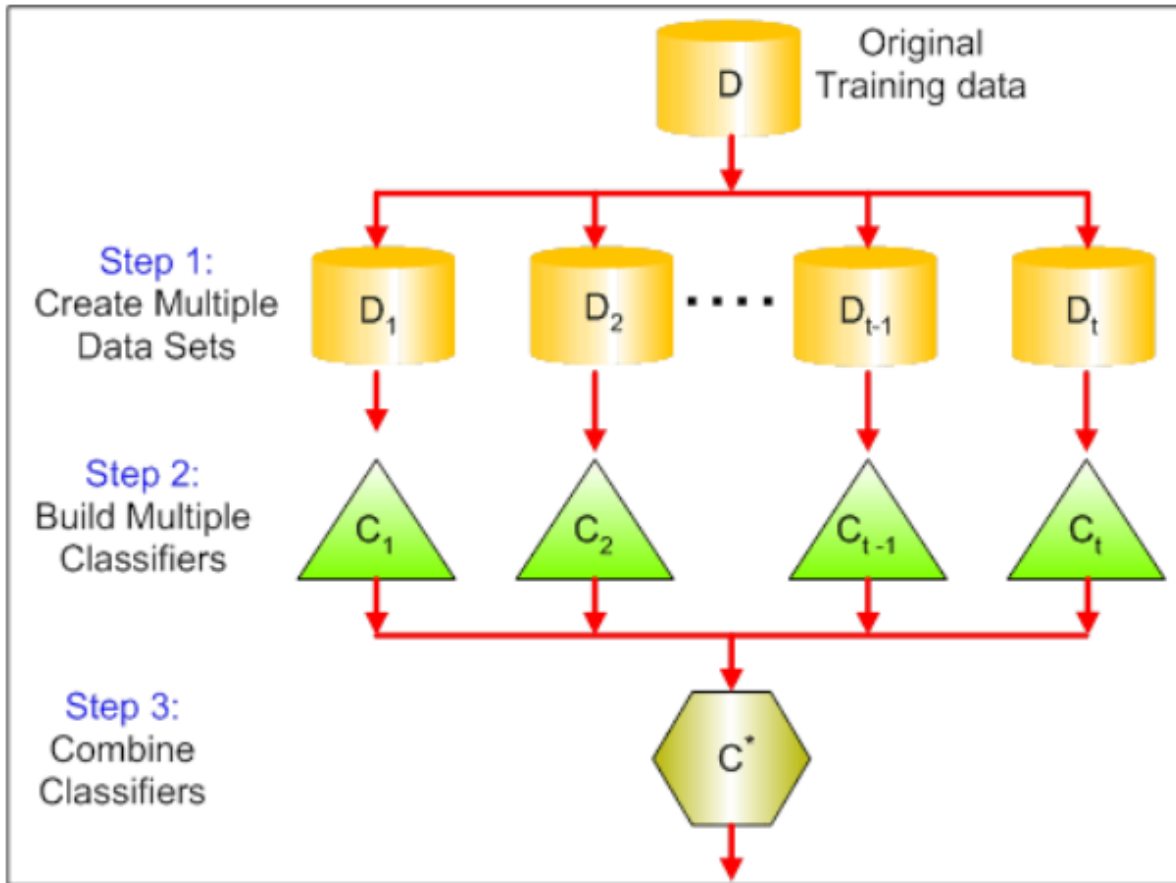 D
Original
Training data
Step 1:
Create Multiple
Data Sets
D₁
D₂
....
Dₜ₋₁
Dₜ
Step 2:
Build Multiple
Classifiers
C₁
C₂
Cₜ₋₁
Cₜ
Step 3:
Combine
Classifiers
C*